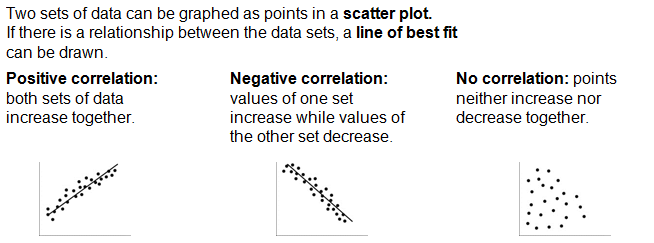 Two sets of data can be graphed as points in a scatter plot.
If there is a relationship between the data sets, a line of best fit
can be drawn.
Positive correlation:
both sets of data
increase together.
Negative correlation:
values of one set
increase while values of
the other set decrease.
No correlation: points
neither increase nor
decrease together.